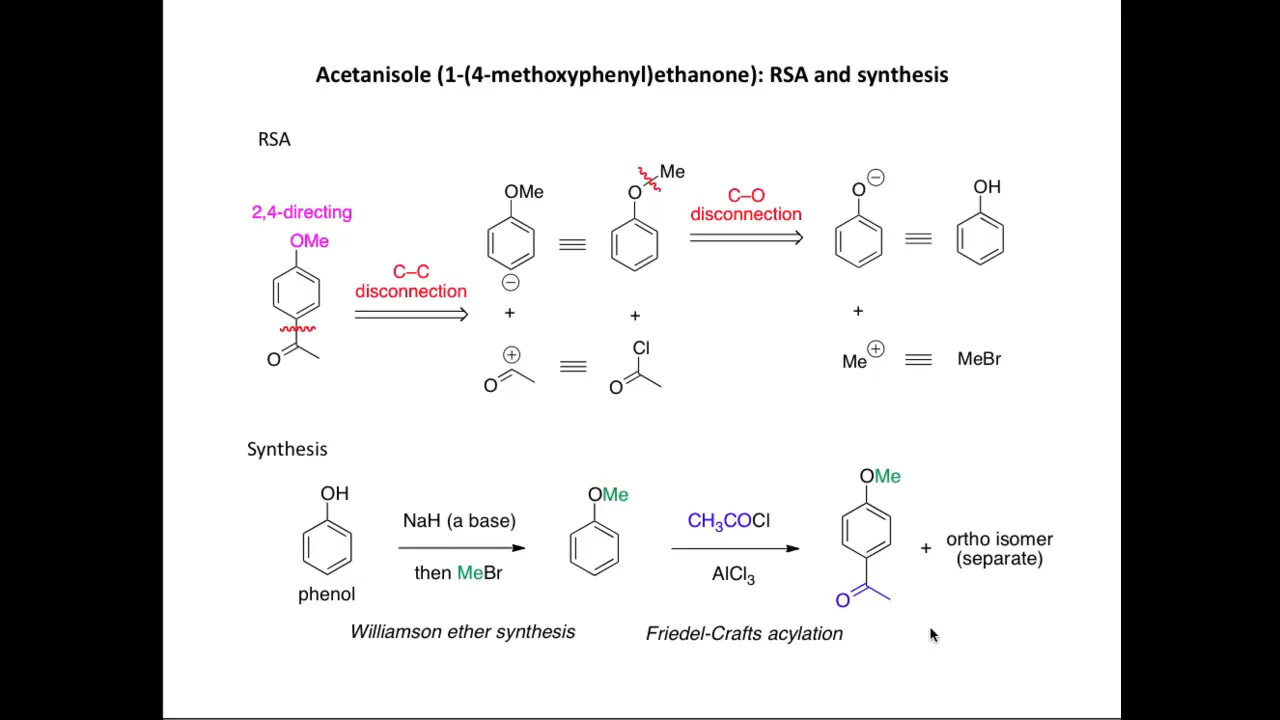 Acetanisole (1-(4-methoxyphenyl)ethanone): RSA and synthesis
RSA
2,4-directing
OMe
O
C–C
disconnection
OMe
⊖
+
⊕
O
Me
O
+
Cl
O
C–O
disconnection
O
⊖
+
Me
⊕
OH
MeBr
Synthesis
OH
phenol
NaH (a base)
then MeBr
Williamson ether synthesis
OMe
CH₃COCl
AlCl₃
Friedel-Crafts acylation
OMe
O
+
ortho isomer
(separate)